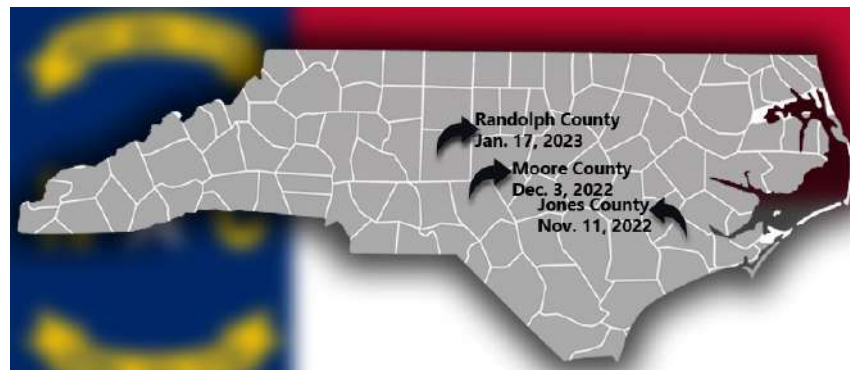 Randolph County
Jan. 17, 2023
Moore County
Dec. 3, 2022
Jones County
Nov. 11, 2022